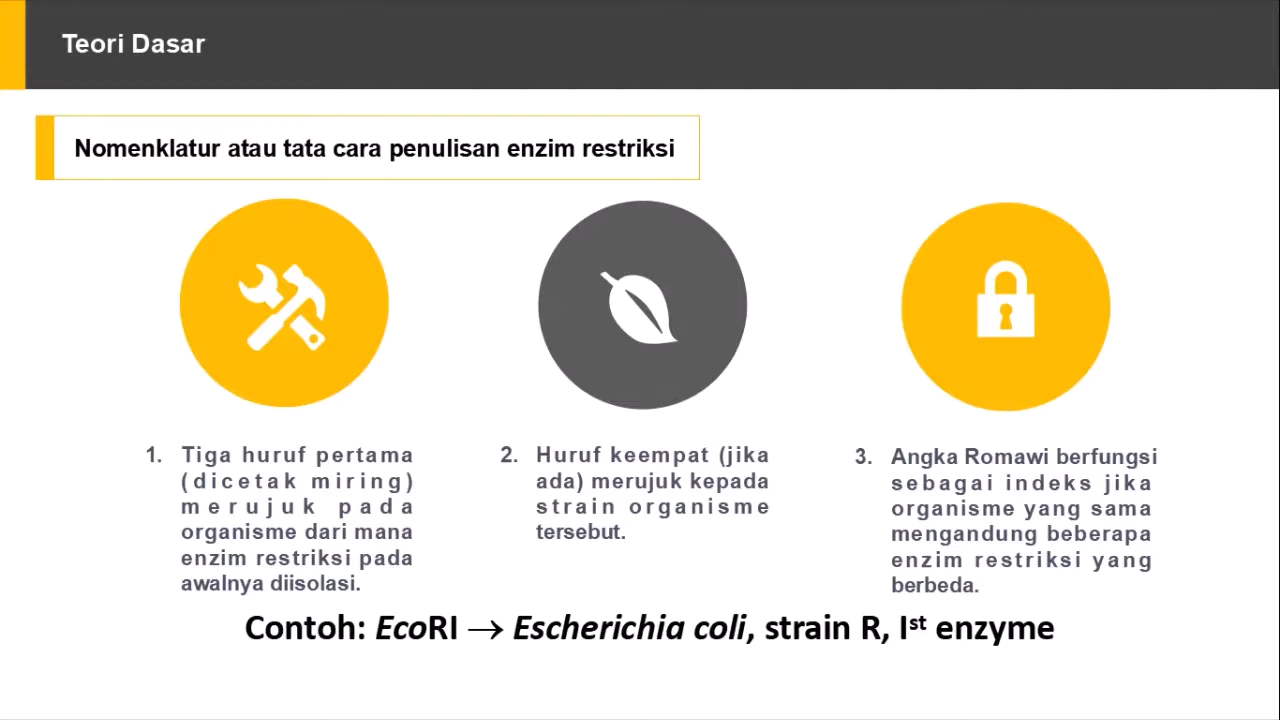 Teori Dasar
Nomenklatur atau tata cara penulisan enzim restriksi
1. Tiga huruf pertama
(dicetak miring)
merujuk pada
organisme dari mana
enzim restriksi pada
awalnya diisolasi.
2. Huruf keempat (jika
ada) merujuk kepada
strain organisme
tersebut.
3. Angka Romawi berfungsi
sebagai indeks jika
organisme yang sama
mengandung beberapa
enzim restriksi yang
berbeda.
Contoh: EcoRI → Escherichia coli, strain R, Iˢᵗ enzyme